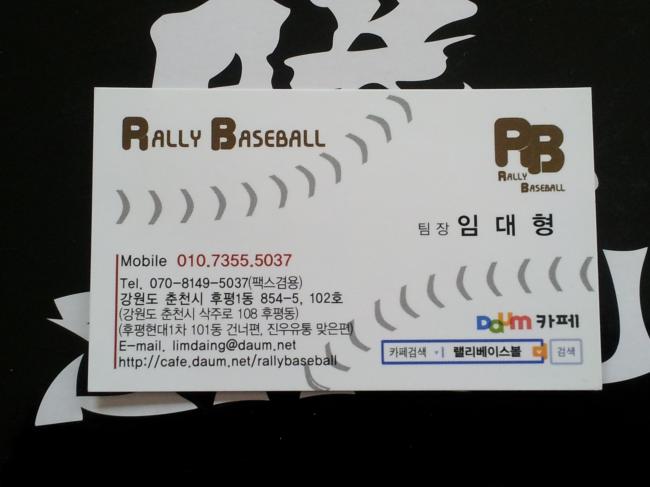 RALLY BASEBALL
RB
RALLY
BASEBALL
팀 장 임 대 형
Mobile 010.7355.5037
Tel. 070-8149-5037(팩스겸용)
강원도 춘천시 후평1동 854-5, 102호
(강원도 춘천시 삭주로 108 후평동)
(후평현대1차 101동 건너편, 진우유통 맞은편)
E-mail. limdaing@daum.net
http://cafe.daum.net/rallybaseball
Daum 카페
카페검색 랠리베이스볼 검색